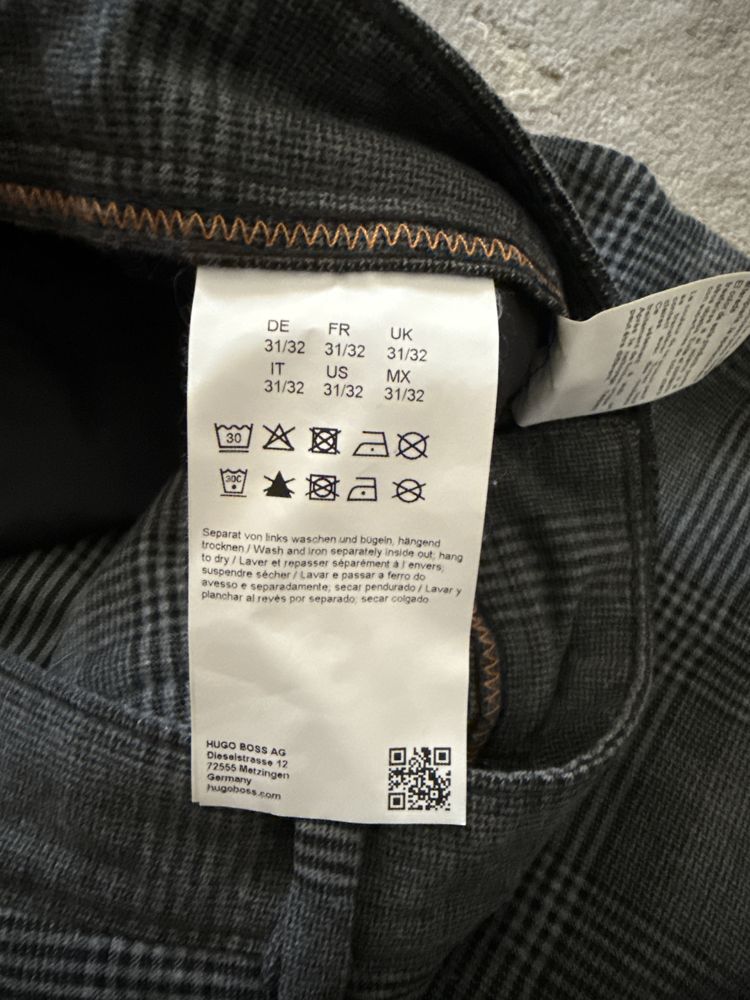 DE FR UK
31/32 31/32 31/32
IT US MX
31/32 31/32 31/32
30
30C
Separat von links waschen und bügeln, hängend
trocknen / Wash and iron separately inside out; hang
to dry / Laver et repasser séparément à l'envers;
suspendre sécher / Lavar e passar a ferro do
avesso e separadamente; secar pendurado / Lavar y
planchar al revés por separado; secar colgado.
HUGO BOSS AG
Dieselstrasse 12
72555 Metzingen
Germany
hugoboss.com